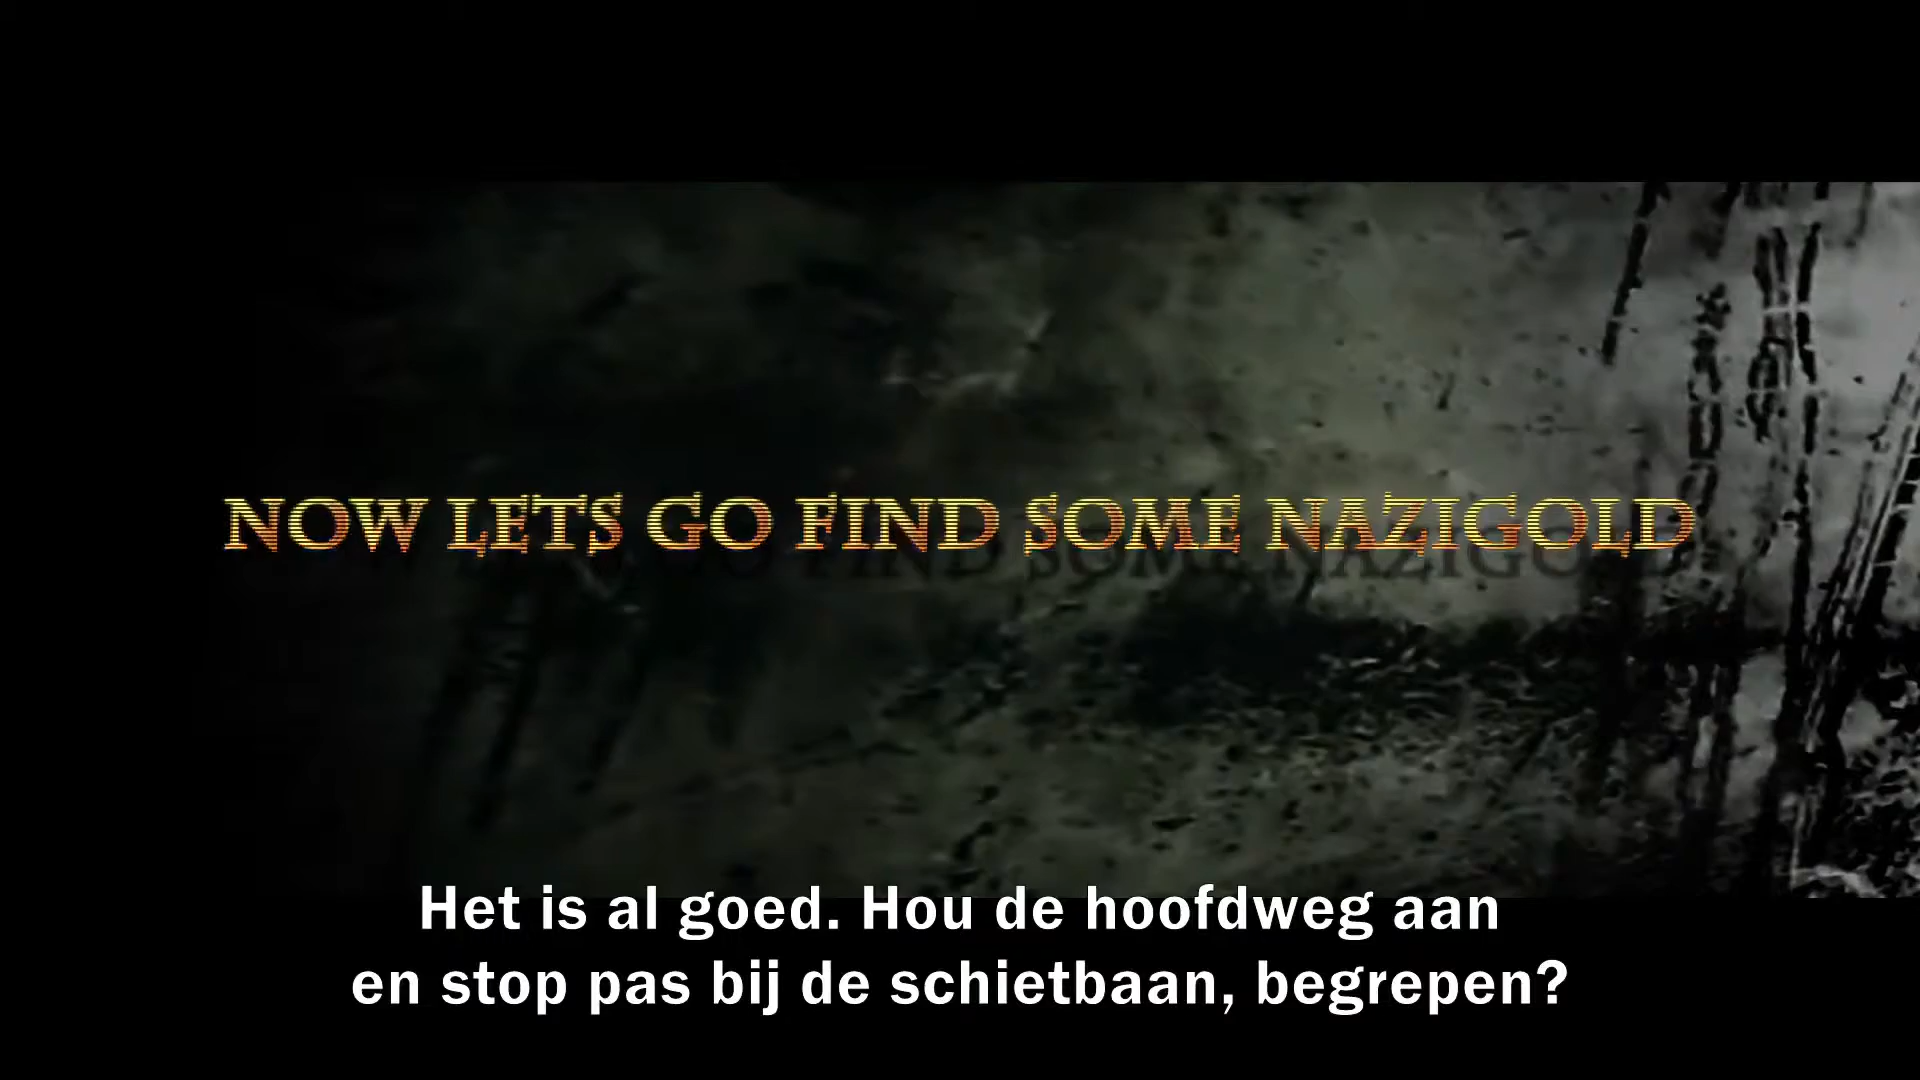 NOW LETS GO FIND SOME NAZIGOLD
Het is al goed. Hou de hoofdweg aan
en stop pas bij de schietbaan, begrepen?